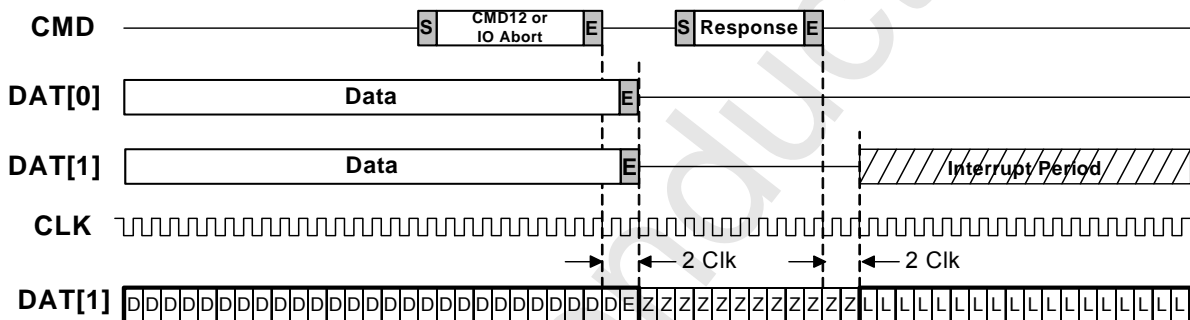 CMD
S CMD12 or IO Abort E S Response E
DAT[0]
Data E
DAT[1]
Data E Interrupt Period
CLK
2 Clk 2 Clk
DAT[1] D D D D D D D D D D D D D D D D D D D D D D D D D D D E Z Z Z Z Z Z Z Z Z Z Z Z L L L L L L L L L L L L L L L L L L
nduc